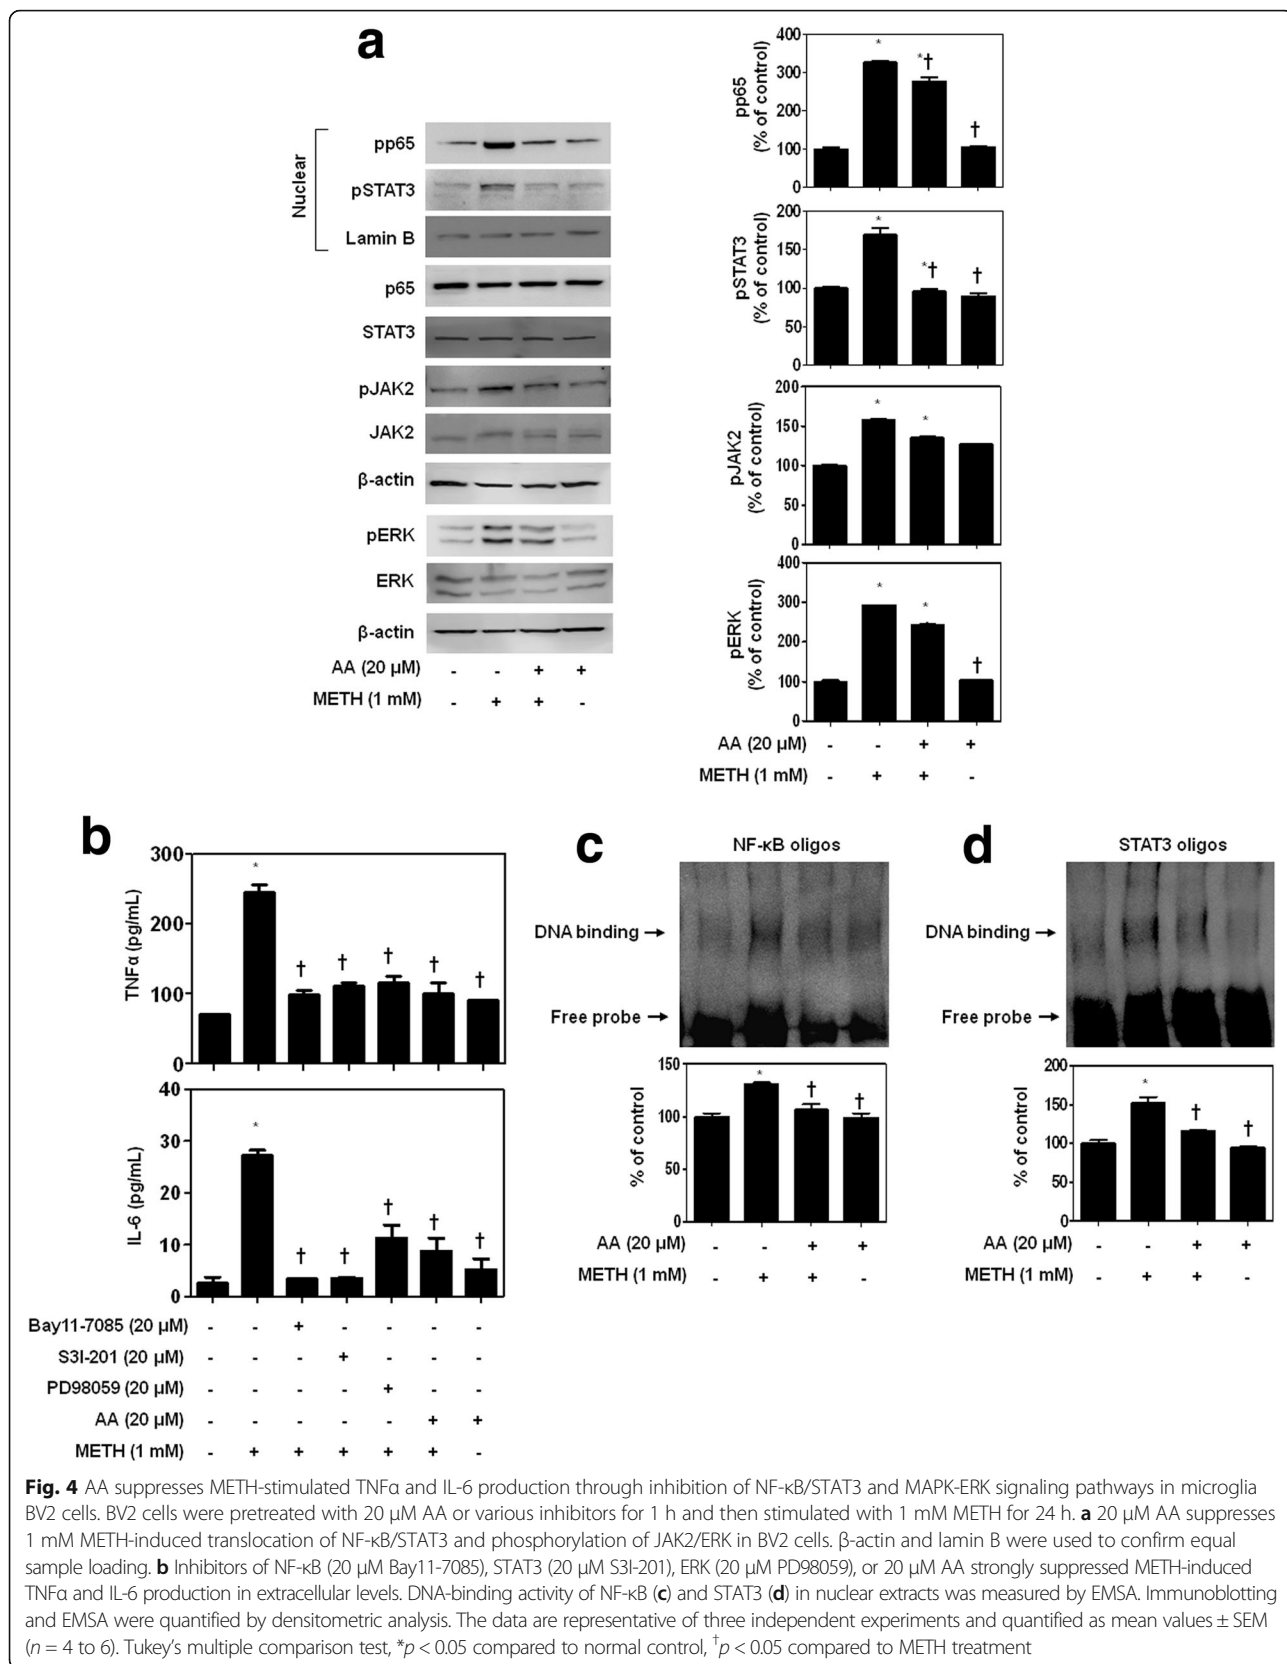 a
Nuclear
pp65
pSTAT3
Lamin B
p65
STAT3
pJAK2
JAK2
β-actin
pERK
ERK
β-actin
AA (20 µM) - - + +
METH (1 mM) - + + -
pp65
(% of control)
400
300
200
100
0
* *† †
pSTAT3
(% of control)
200
150
100
50
0
* *† †
pJAK2
(% of control)
200
150
100
50
0
* *
pERK
(% of control)
400
300
200
100
0
* * †
AA (20 µM) - - + +
METH (1 mM) - + + -
b
TNFα (pg/mL)
300
200
100
0
* † † † † †
IL-6 (pg/mL)
40
30
20
10
0
* † † † † †
Bay11-7085 (20 µM) - - + - - - -
S3I-201 (20 µM) - - - + - - -
PD98059 (20 µM) - - - - + - -
AA (20 µM) - - - - - + +
METH (1 mM) - + + + + + -
c
NF-κB oligos
DNA binding →
Free probe →
% of control
150
100
50
0
* † †
AA (20 µM) - - + +
METH (1 mM) - + + -
d
STAT3 oligos
DNA binding →
Free probe →
% of control
200
150
100
50
0
* † †
AA (20 µM) - - + +
METH (1 mM) - + + -
Fig. 4 AA suppresses METH-stimulated TNFα and IL-6 production through inhibition of NF-κB/STAT3 and MAPK-ERK signaling pathways in microglia
BV2 cells. BV2 cells were pretreated with 20 μM AA or various inhibitors for 1 h and then stimulated with 1 mM METH for 24 h. a 20 μM AA suppresses
1 mM METH-induced translocation of NF-κB/STAT3 and phosphorylation of JAK2/ERK in BV2 cells. β-actin and lamin B were used to confirm equal
sample loading. b Inhibitors of NF-κB (20 μM Bay11-7085), STAT3 (20 μM S3I-201), ERK (20 μM PD98059), or 20 μM AA strongly suppressed METH-induced
TNFα and IL-6 production in extracellular levels. DNA-binding activity of NF-κB (c) and STAT3 (d) in nuclear extracts was measured by EMSA. Immunoblotting
and EMSA were quantified by densitometric analysis. The data are representative of three independent experiments and quantified as mean values ± SEM
(n = 4 to 6). Tukey's multiple comparison test, *p < 0.05 compared to normal control, †p < 0.05 compared to METH treatment